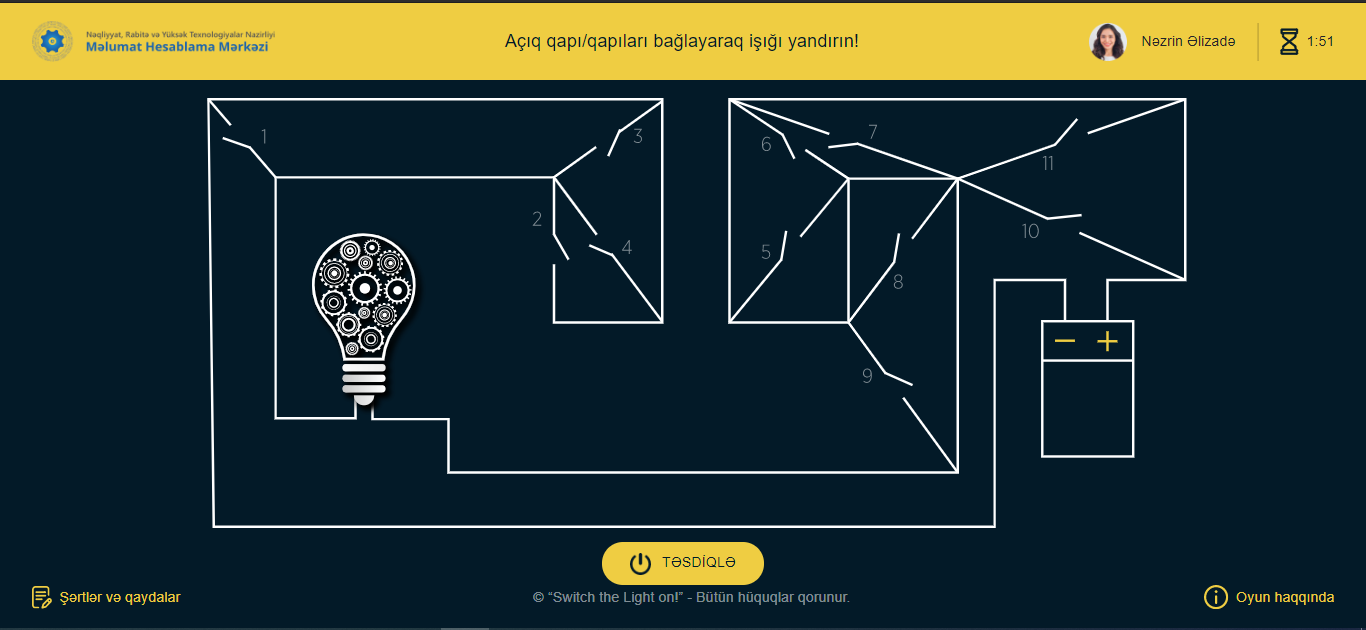 Nəqliyyat, Rabitə və Yüksək Texnologiyalar Nazirliyi
Məlumat Hesablama Mərkəzi
Açıq qapı/qapıları bağlayaraq işığı yandırın!
Nəzrin Əlizadə
1:51
1
3
2
4
6
7
11
5
10
8
9
− +
TƏSDİQLƏ
Şərtlər və qaydalar
© “Switch the Light on!” - Bütün hüquqlar qorunur.
Oyun haqqında